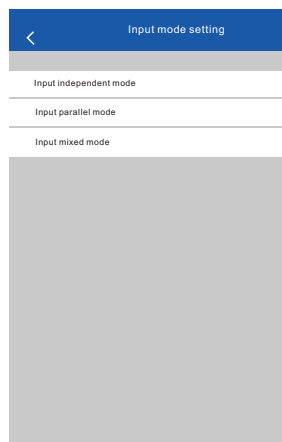 Input mode setting
Input independent mode
Input parallel mode
Input mixed mode